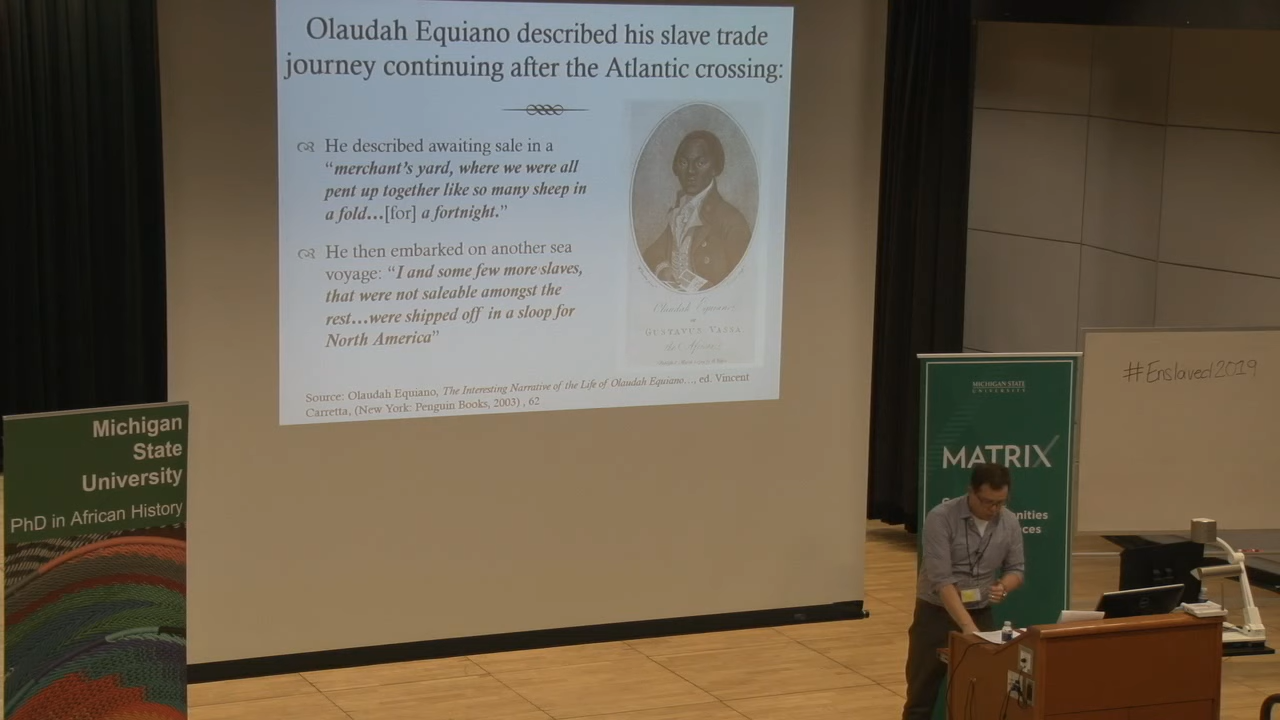 Olaudah Equiano described his slave trade
journey continuing after the Atlantic crossing:
He described awaiting sale in a
“merchant’s yard, where we were all
pent up together like so many sheep in
a fold…[for] a fortnight.”
He then embarked on another sea
voyage: “I and some few more slaves,
that were not saleable amongst the
rest…were shipped off in a sloop for
North America”
Olaudah Equiano
or
GUSTAVUS VASSA,
the African
Source: Olaudah Equiano, The Interesting Narrative of the Life of Olaudah Equiano…, ed. Vincent
Carretta, (New York: Penguin Books, 2003) , 62
Michigan
State
University
PhD in African History
MICHIGAN STATE
UNIVERSITY
MATRIX
#Enslaved2019